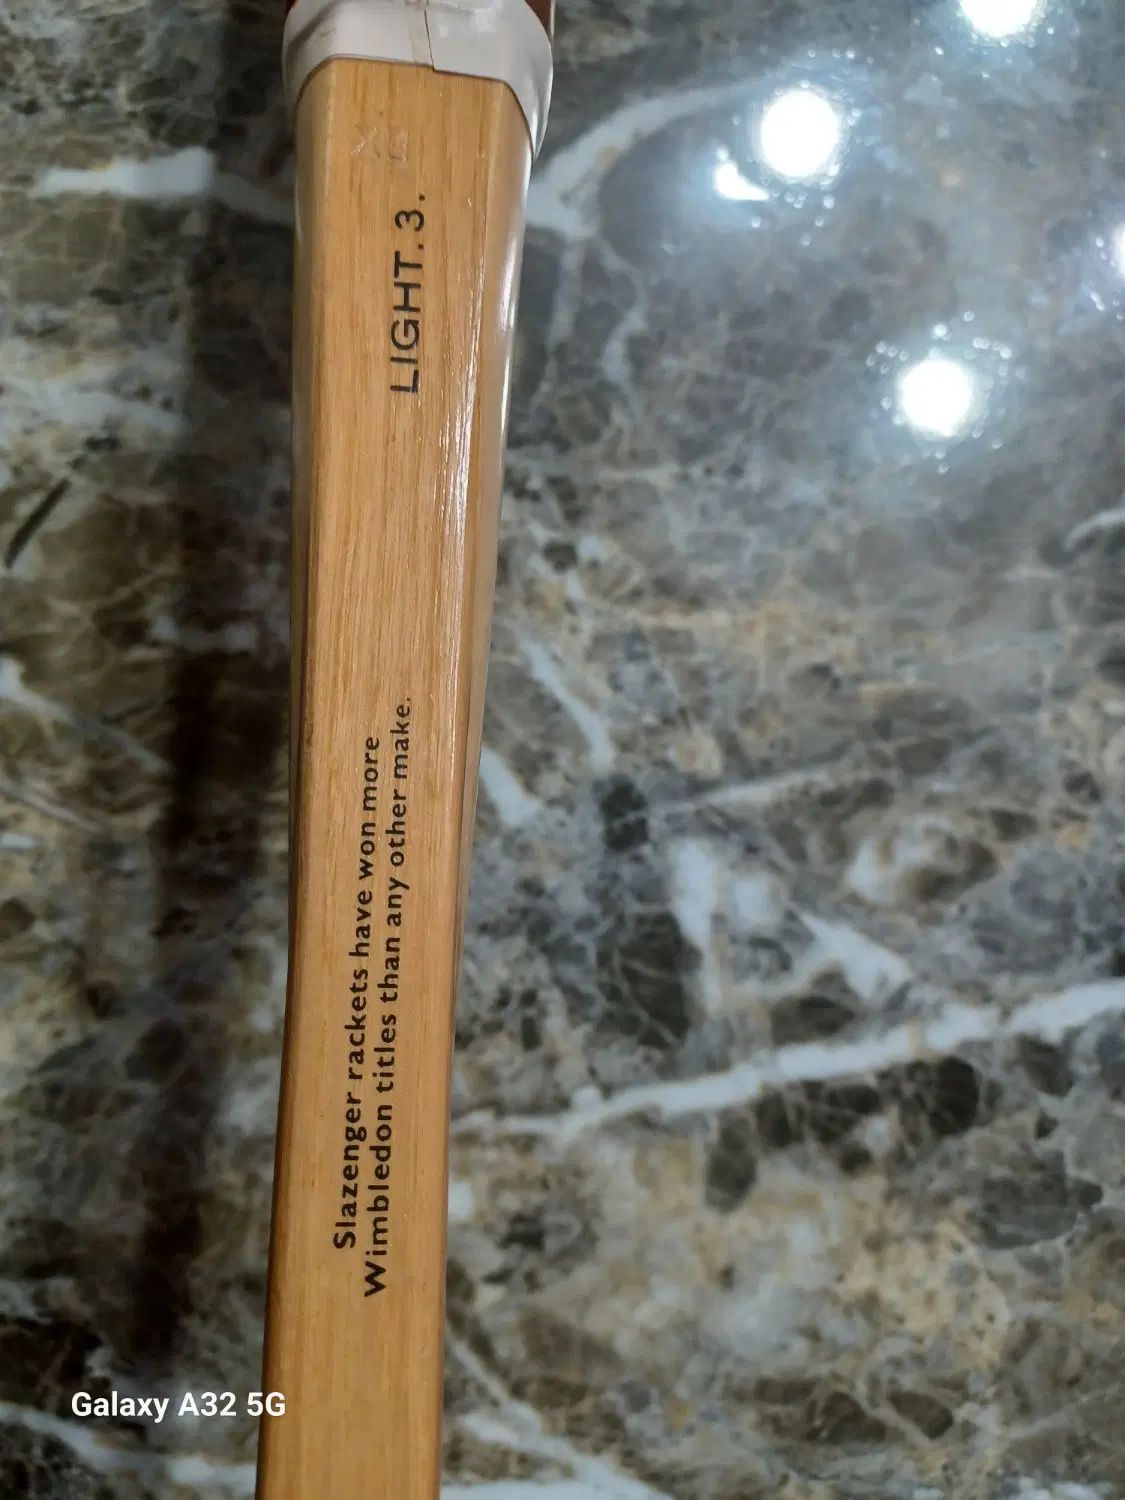 LIGHT. 3.
Slazenger rackets have won more
Wimbledon titles than any other make.
Galaxy A32 5G